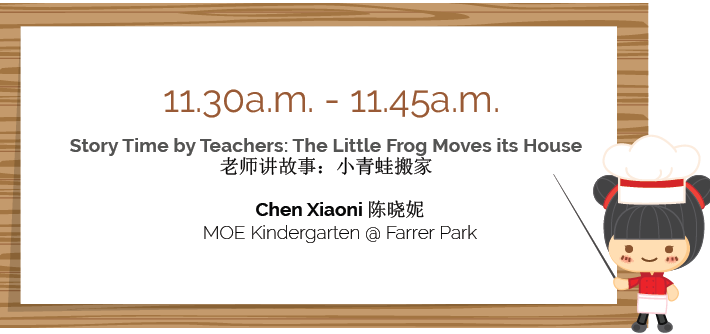 11.30a.m. - 11.45a.m.
Story Time by Teachers: The Little Frog Moves its House
老师讲故事：小青蛙搬家
Chen Xiaoni 陈晓妮
MOE Kindergarten @ Farrer Park